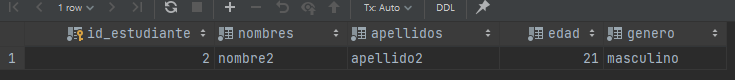 1 row Tx: Auto DDL
id_estudiante nombres apellidos edad genero
1 2 nombre2 apellido2 21 masculino